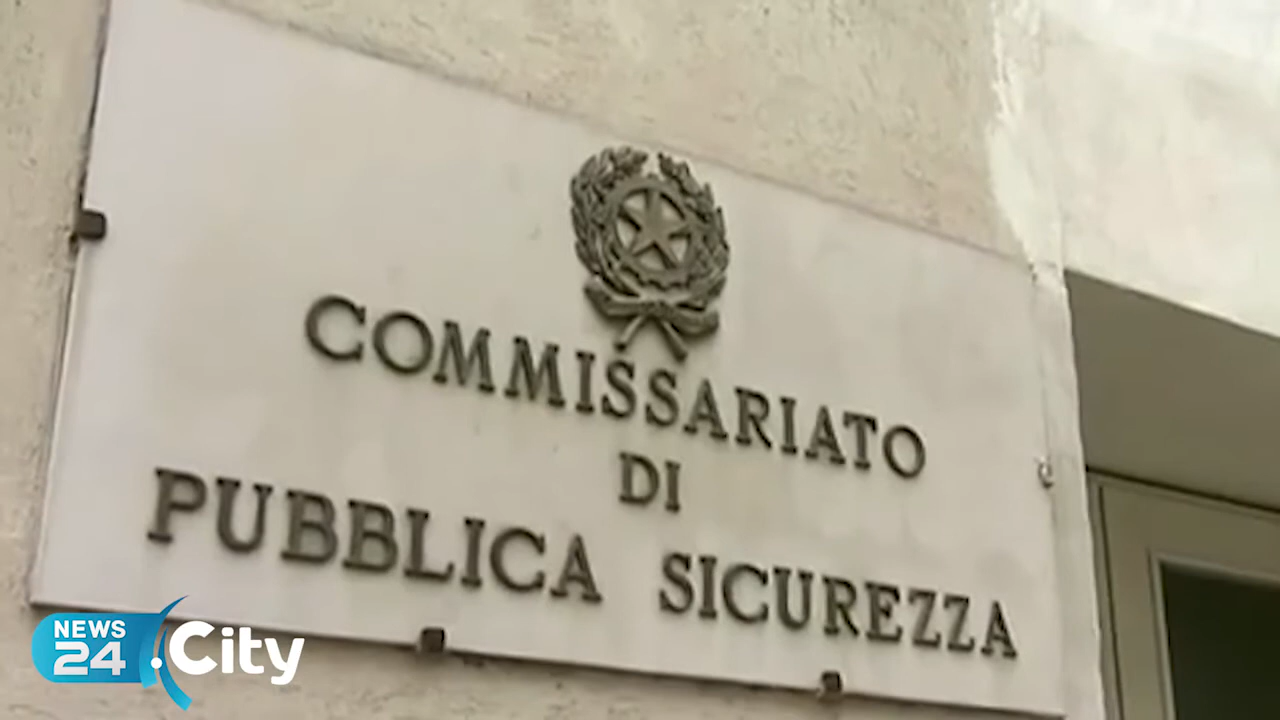 COMMISSARIATO
DI
PUBBLICA SICUREZZA
NEWS
24
.City